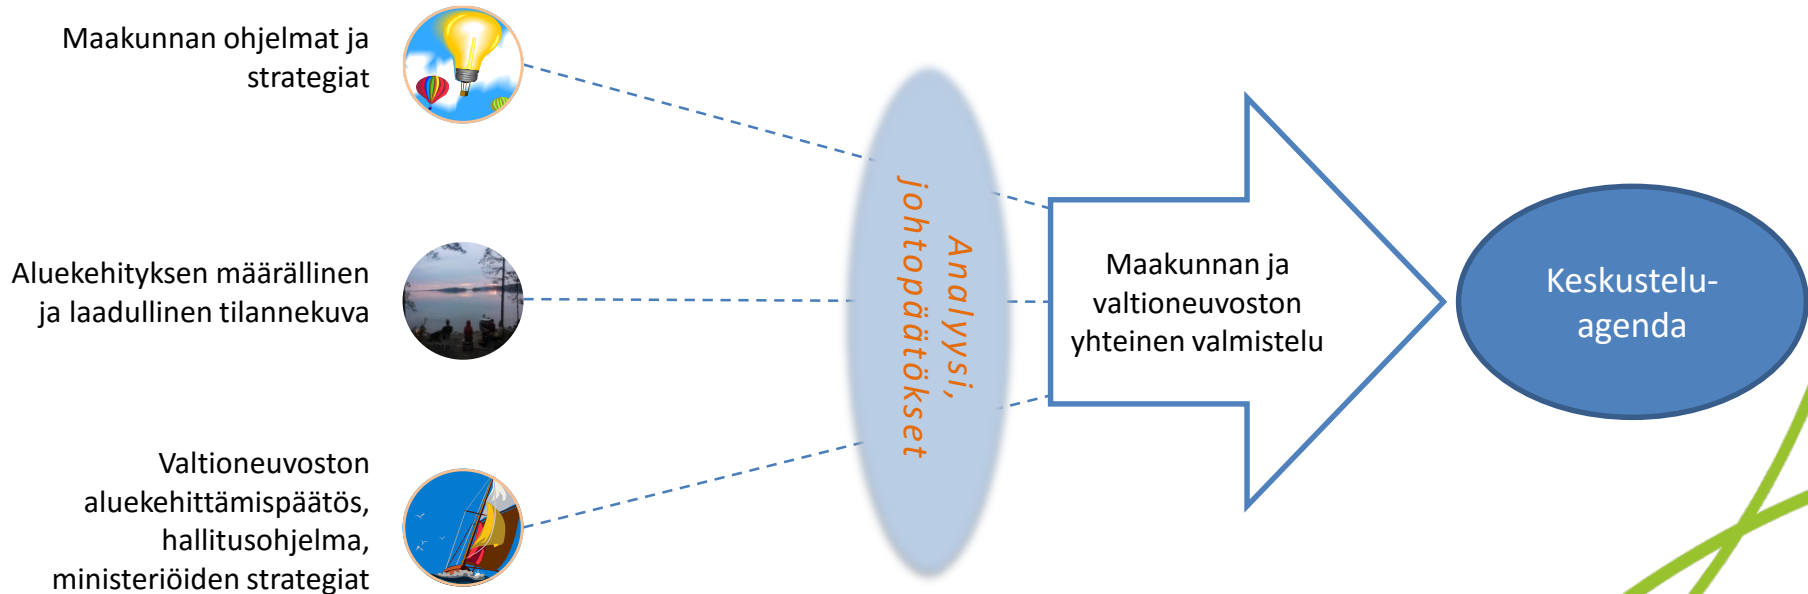 Maakunnan ohjelmat ja
strategiat
Aluekehityksen määrällinen
ja laadullinen tilannekuva
Valtioneuvoston
aluekehittämispäätös,
hallitusohjelma,
ministeriöiden strategiat
Analyysi,
johtopäätökset
Maakunnan ja
valtioneuvoston
yhteinen valmistelu
Keskustelu-
agenda